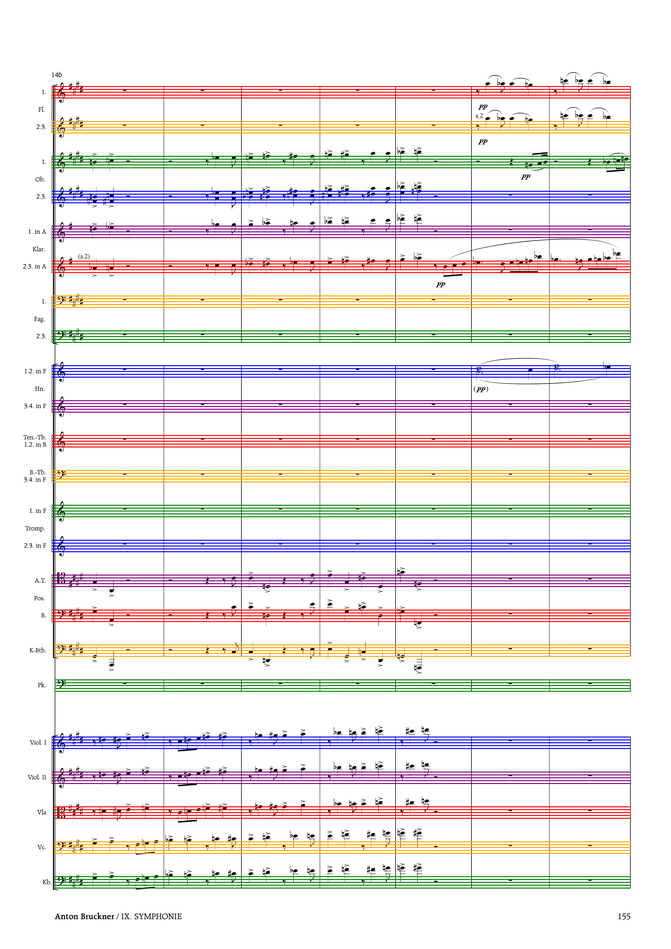 146
1.
Fl.
pp
a.2
2.3.
pp
1.
pp
Ob.
2.3.
1. in A
Klar.
(a.2)
2.3. in A
pp
1.
Fag.
2.3.
1.2. in F
Hn.
(pp)
3.4. in F
Ten.-Tb.
1.2. in B
B.-Tb.
3.4. in F
1. in F
Tromp.
2.3. in F
A.T.
Pos.
B.
K-Btb.
Pk.
Viol. I
Viol. II
Vla
Vc.
Kb.
Anton Bruckner / IX. SYMPHONIE
155